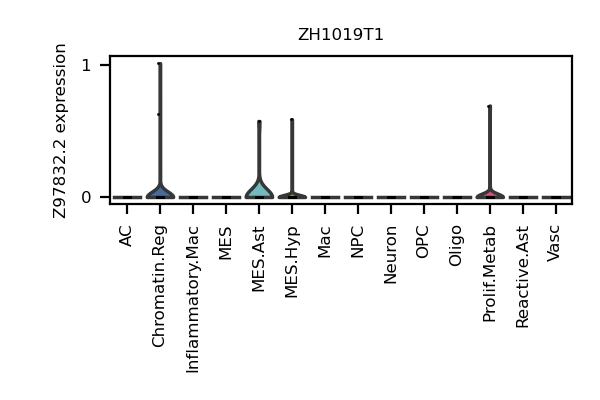 ZH1019T1
Z97832.2 expression
1
0
AC
Chromatin.Reg
Inflammatory.Mac
MES
MES.Ast
MES.Hyp
Mac
NPC
Neuron
OPC
Oligo
Prolif.Metab
Reactive.Ast
Vasc